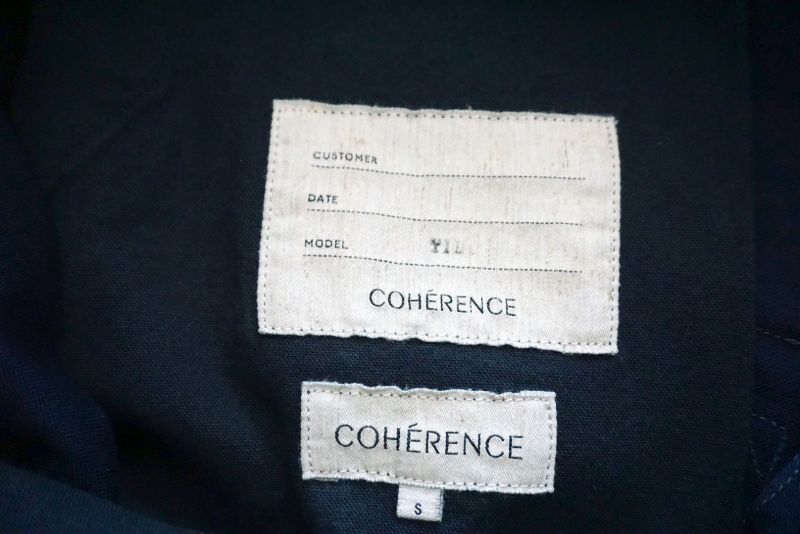 CUSTOMER
DATE
MODEL
COHÉRENCE
COHÉRENCE
S